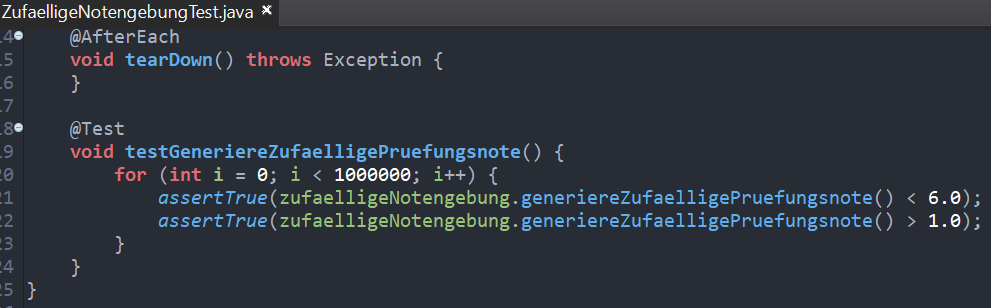 ZufaelligeNotengebungTest.java ×
14 @AfterEach
15 void tearDown() throws Exception {
16 }
17
18 @Test
19 void testGeneriereZufaelligePruefungsnote() {
20 for (int i = 0; i < 1000000; i++) {
21 assertTrue(zufaelligeNotengebung.generiereZufaelligePruefungsnote() < 6.0);
22 assertTrue(zufaelligeNotengebung.generiereZufaelligePruefungsnote() > 1.0);
23 }
24 }
25 }